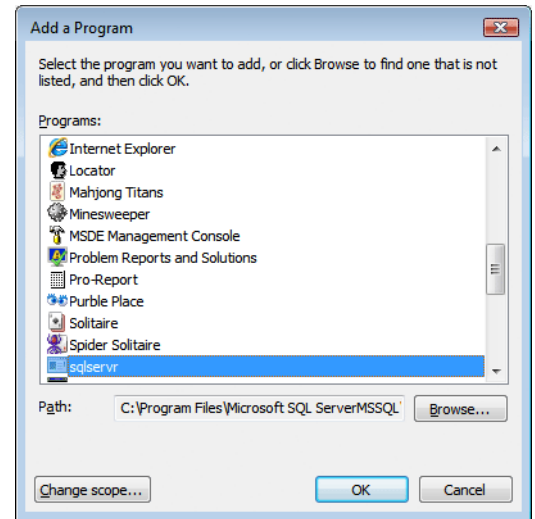 Add a Program
Select the program you want to add, or click Browse to find one that is not
listed, and then click OK.
Programs:
Internet Explorer
Locator
Mahjong Titans
Minesweeper
MSDE Management Console
Problem Reports and Solutions
Pro-Report
Purble Place
Solitaire
Spider Solitaire
sqlservr
Path: C:\Program Files\Microsoft SQL ServerMSSQL Browse...
Change scope... OK Cancel